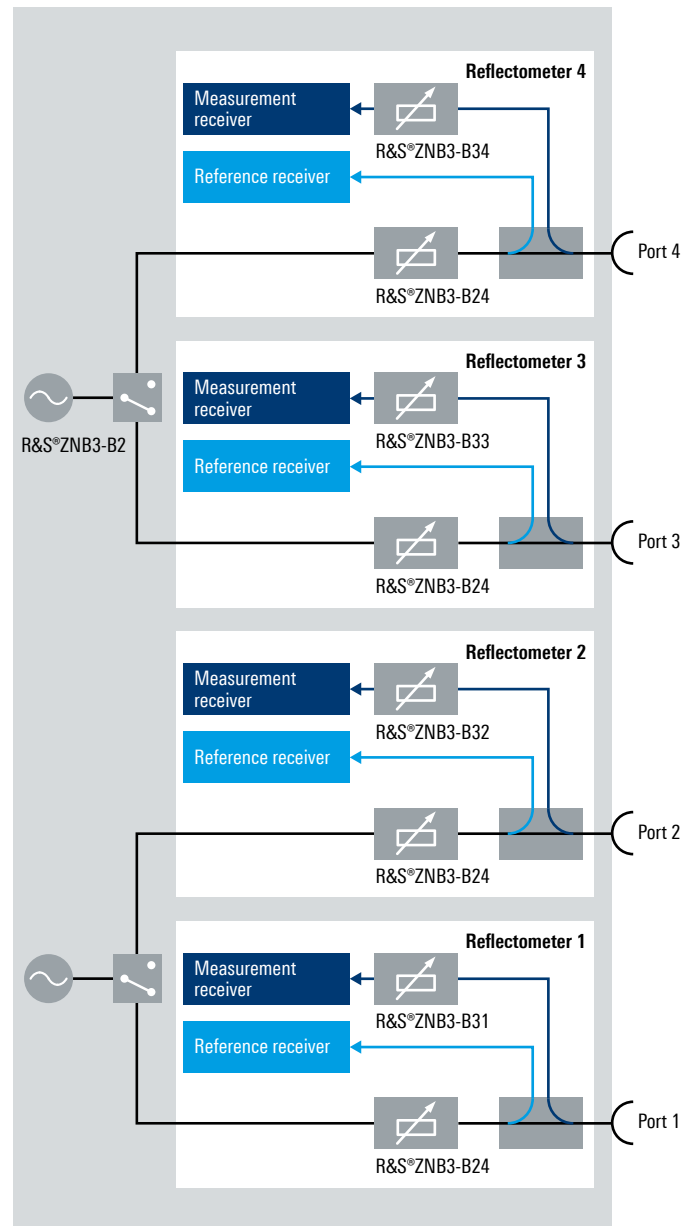 Reflectometer 4
Measurement
receiver
R&S®ZNB3-B34
Reference receiver
Port 4
R&S®ZNB3-B24
Reflectometer 3
Measurement
receiver
R&S®ZNB3-B2
R&S®ZNB3-B33
Reference receiver
Port 3
R&S®ZNB3-B24
Reflectometer 2
Measurement
receiver
R&S®ZNB3-B32
Reference receiver
Port 2
R&S®ZNB3-B24
Reflectometer 1
Measurement
receiver
R&S®ZNB3-B31
Reference receiver
Port 1
R&S®ZNB3-B24